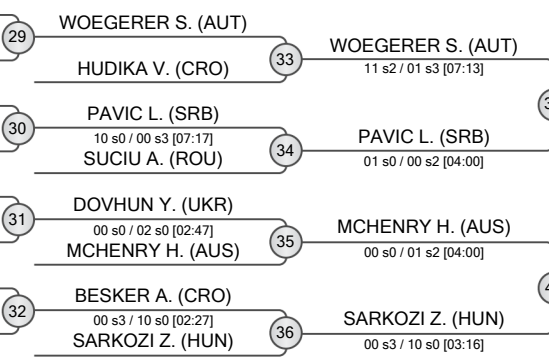 29
WOEGERER S. (AUT)
HUDIKA V. (CRO)
33
WOEGERER S. (AUT)
11 s2 / 01 s3 [07:13]
30
PAVIC L. (SRB)
10 s0 / 00 s3 [07:17]
SUCIU A. (ROU)
34
PAVIC L. (SRB)
01 s0 / 00 s2 [04:00]
31
DOVHUN Y. (UKR)
00 s0 / 02 s0 [02:47]
MCHENRY H. (AUS)
35
MCHENRY H. (AUS)
00 s0 / 01 s2 [04:00]
32
BESKER A. (CRO)
00 s3 / 10 s0 [02:27]
SARKOZI Z. (HUN)
36
SARKOZI Z. (HUN)
00 s3 / 10 s0 [03:16]